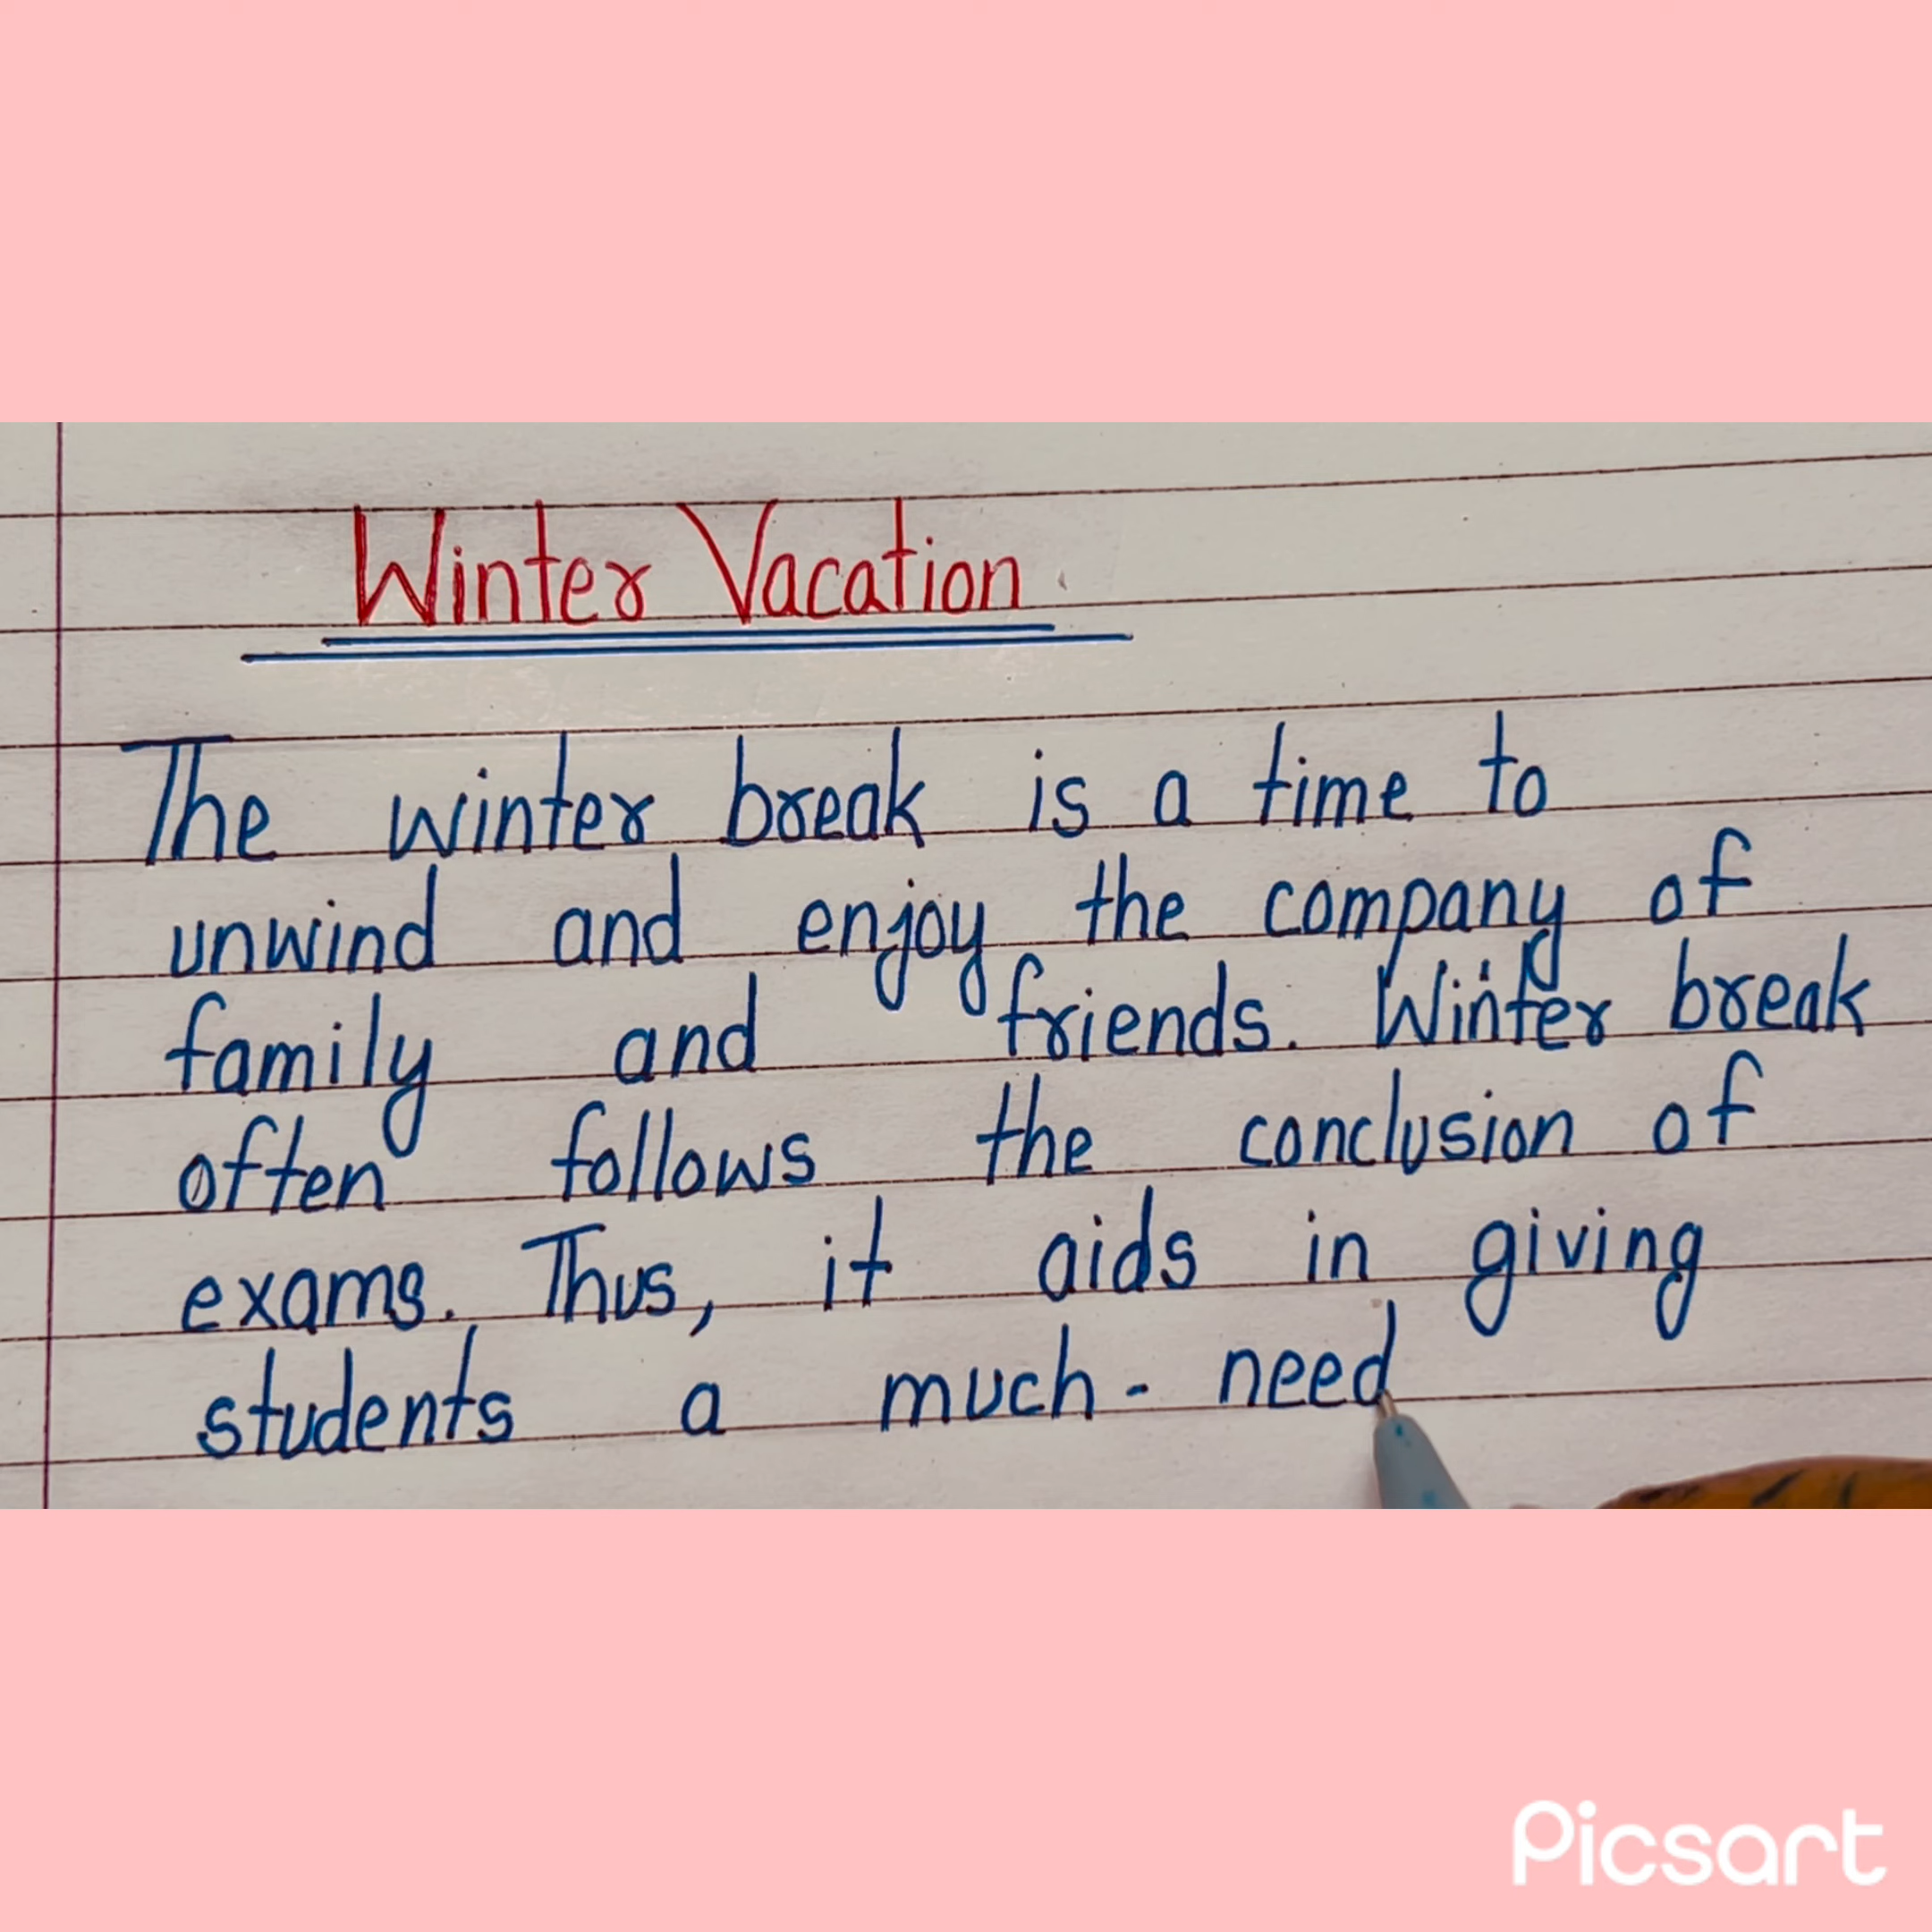 Winter Vacation
The winter break is a time to
unwind and enjoy the company of
family and friends. Winter break
often follows the conclusion of
exams. Thus, it aids in giving
students a much- need
Picsart